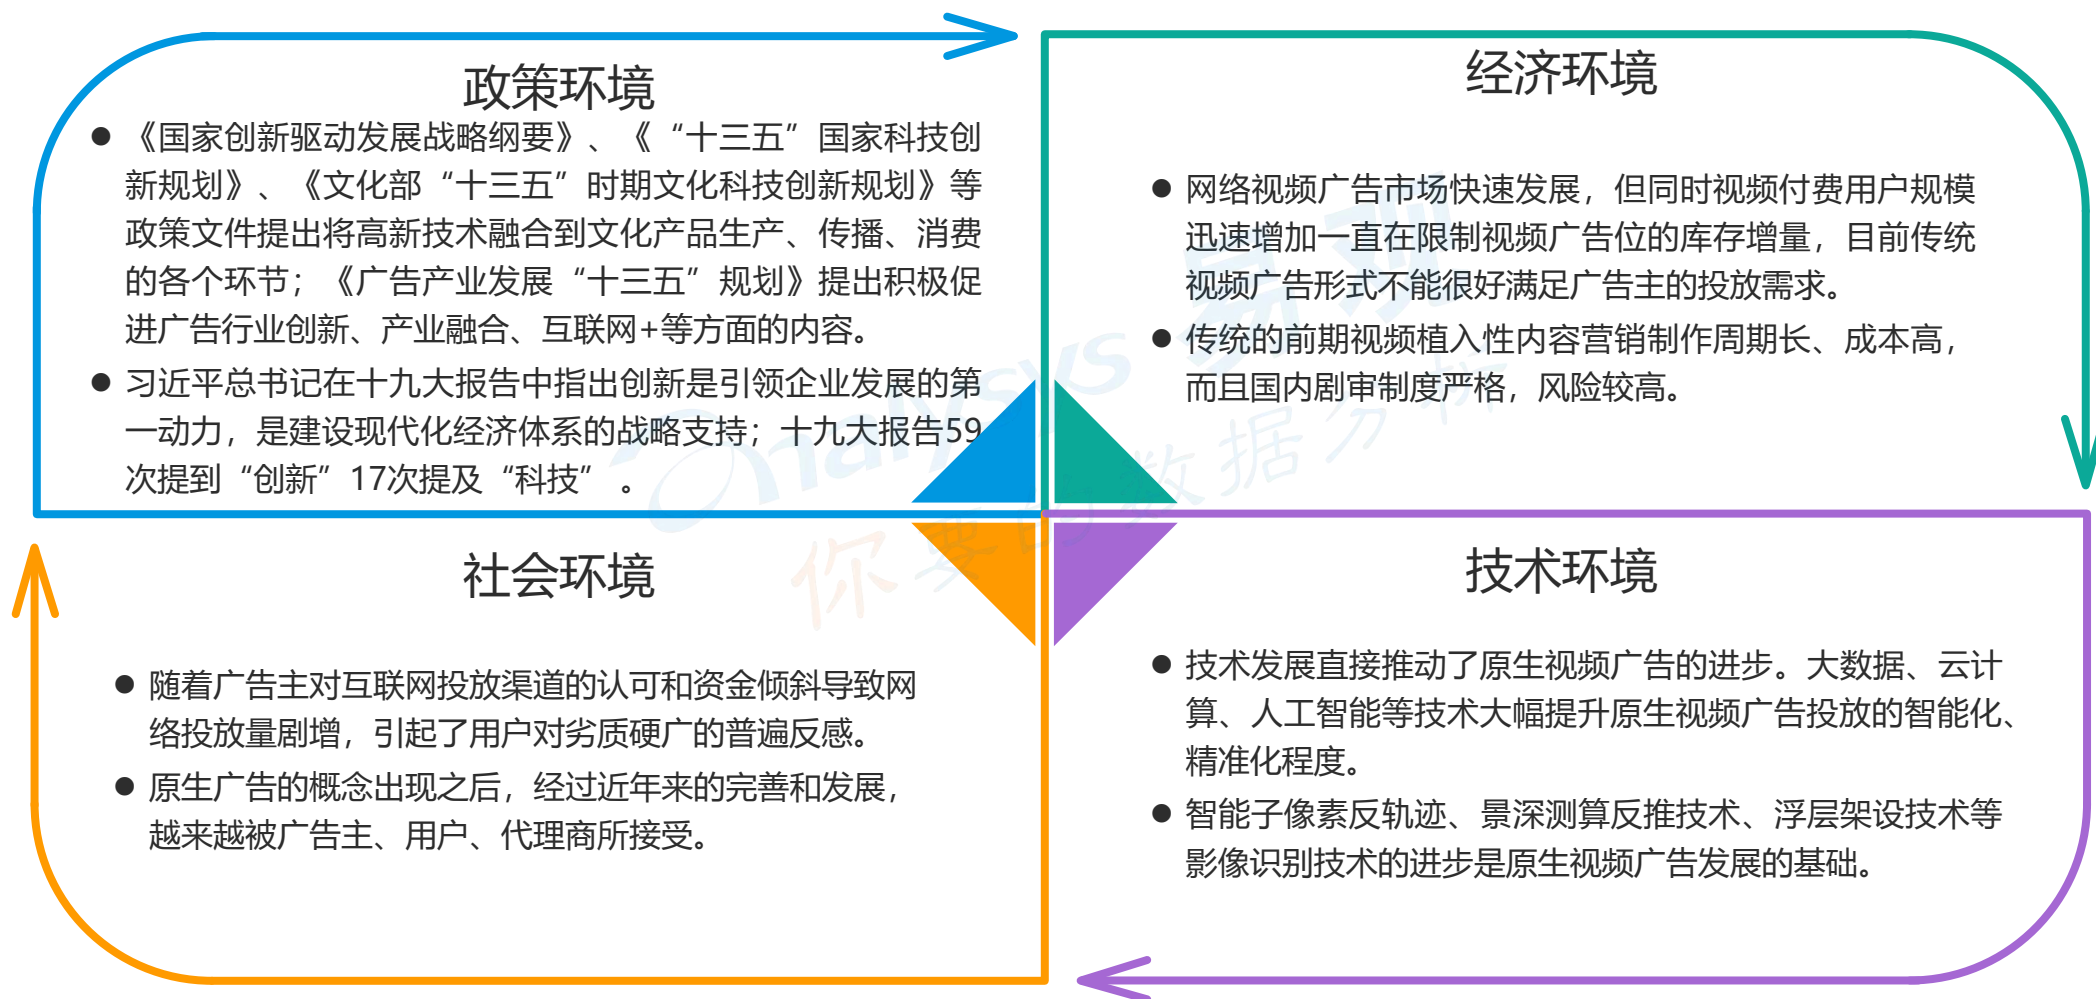 政策环境
● 《国家创新驱动发展战略纲要》、《“十三五”国家科技创
新规划》、《文化部“十三五”时期文化科技创新规划》等
政策文件提出将高新技术融合到文化产品生产、传播、消费
的各个环节；《广告产业发展“十三五”规划》提出积极促
进广告行业创新、产业融合、互联网+等方面的内容。
● 习近平总书记在十九大报告中指出创新是引领企业发展的第
一动力，是建设现代化经济体系的战略支持；十九大报告59
次提到“创新”17次提及“科技” 。
经济环境
● 网络视频广告市场快速发展，但同时视频付费用户规模
迅速增加一直在限制视频广告位的库存增量，目前传统
视频广告形式不能很好满足广告主的投放需求。
● 传统的前期视频植入性内容营销制作周期长、成本高，
而且国内剧审制度严格，风险较高。
社会环境
● 随着广告主对互联网投放渠道的认可和资金倾斜导致网
络投放量剧增，引起了用户对劣质硬广的普遍反感。
● 原生广告的概念出现之后，经过近年来的完善和发展，
越来越被广告主、用户、代理商所接受。
技术环境
● 技术发展直接推动了原生视频广告的进步。大数据、云计
算、人工智能等技术大幅提升原生视频广告投放的智能化、
精准化程度。
● 智能子像素反轨迹、景深测算反推技术、浮层架设技术等
影像识别技术的进步是原生视频广告发展的基础。
analysys 易观
你要的数据分析